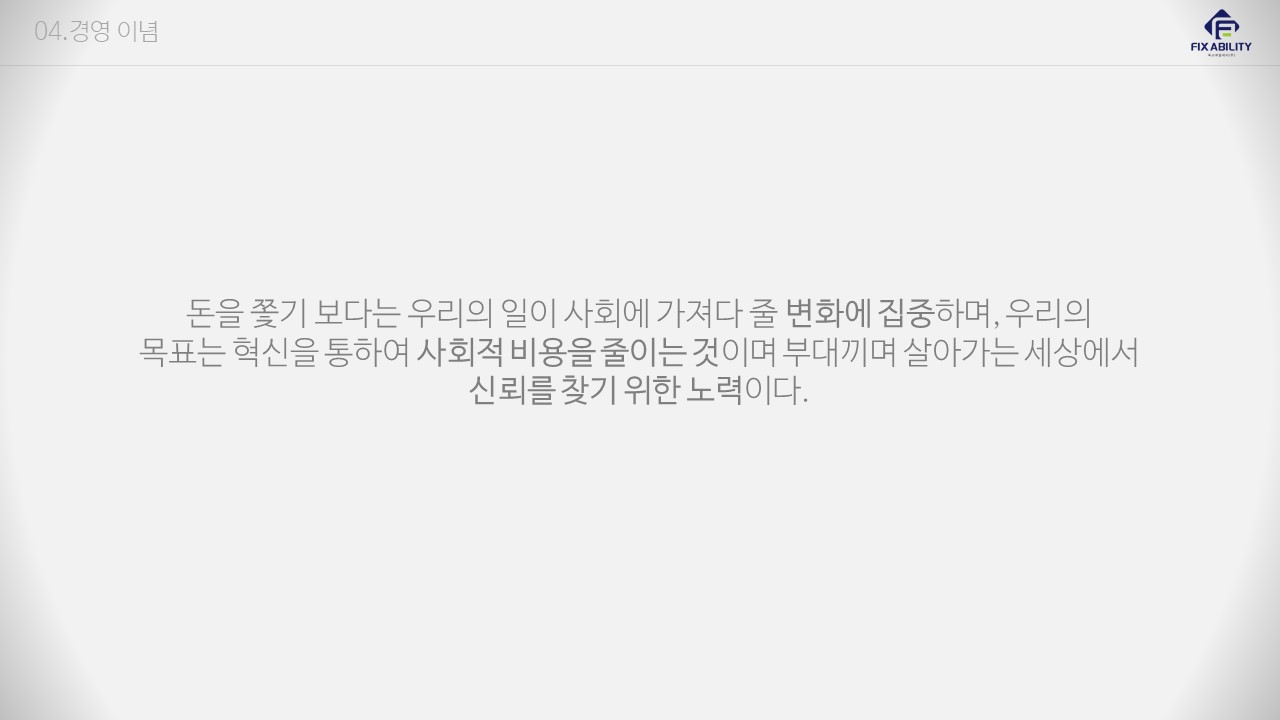 04.경영 이념
FIXABILITY
돈을 쫓기 보다는 우리의 일이 사회에 가져다 줄 변화에 집중하며, 우리의
목표는 혁신을 통하여 사회적 비용을 줄이는 것이며 부대끼며 살아가는 세상에서
신뢰를 찾기 위한 노력이다.